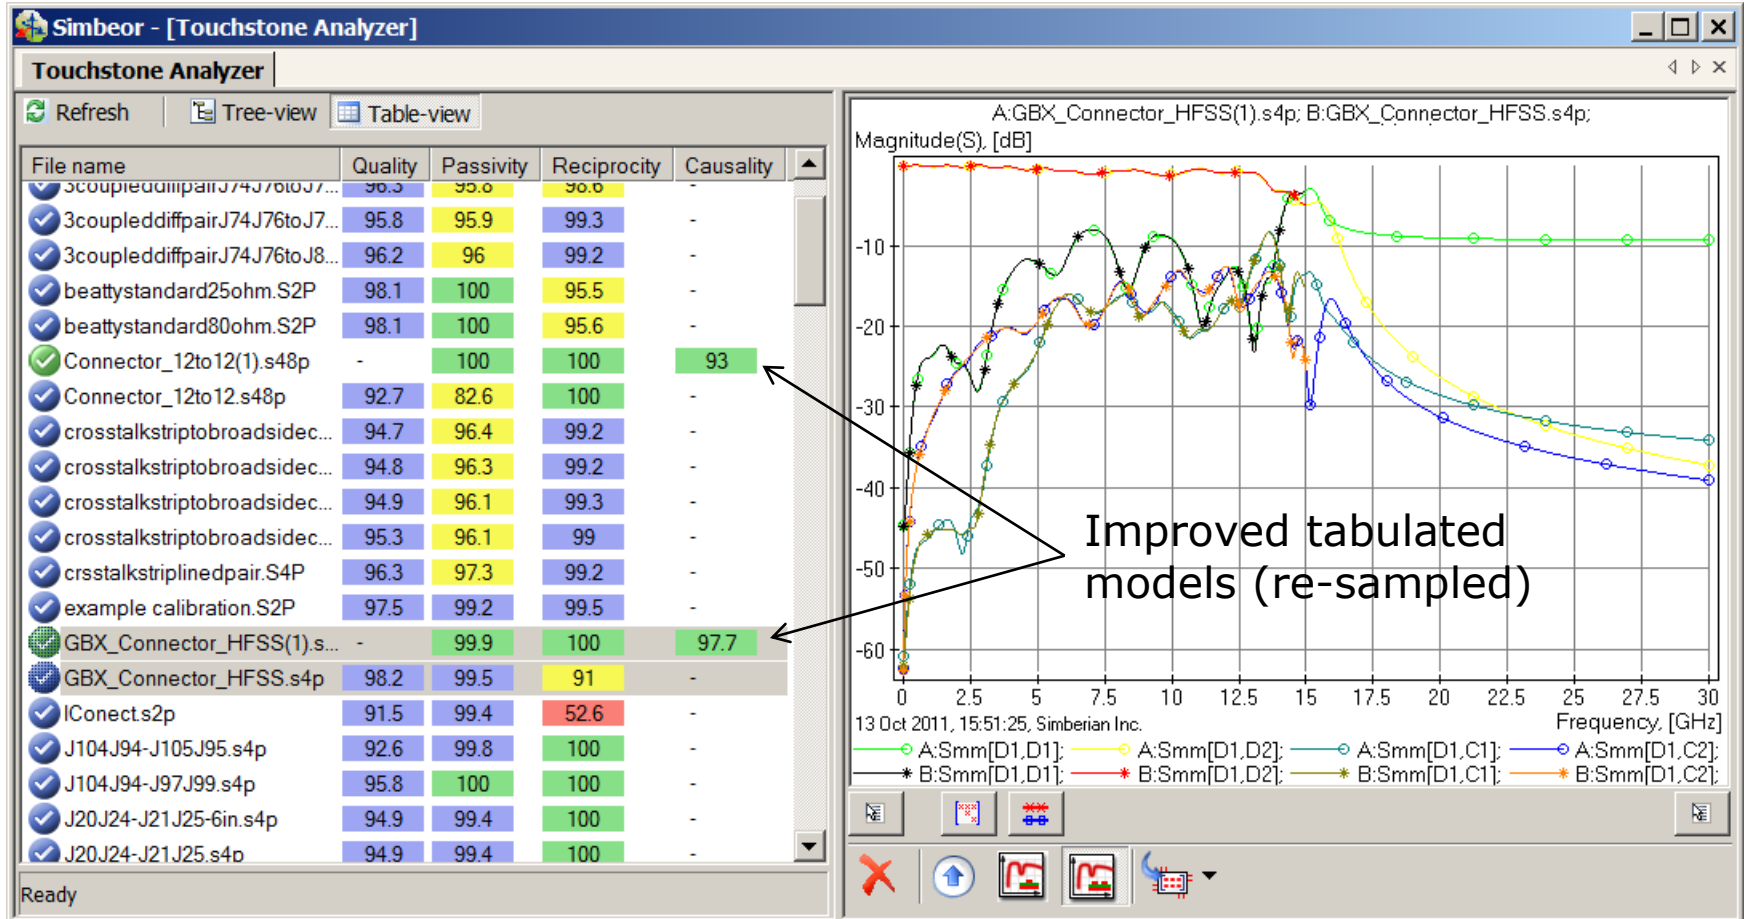 Simbeor - [Touchstone Analyzer]
Touchstone Analyzer
Refresh Tree-view Table-view
File name Quality Passivity Reciprocity Causality
3coupleddiffpairJ74J76toJ7... 96.3 95.8 98.6 -
3coupleddiffpairJ74J76toJ7... 95.8 95.9 99.3 -
3coupleddiffpairJ74J76toJ8... 96.2 96 99.2 -
beattystandard25ohm.S2P 98.1 100 95.5 -
beattystandard80ohm.S2P 98.1 100 95.6 -
Connector_12to12(1).s48p - 100 100 93
Connector_12to12.s48p 92.7 82.6 100 -
crosstalkstriptobroadsidec... 94.7 96.4 99.2 -
crosstalkstriptobroadsidec... 94.8 96.3 99.2 -
crosstalkstriptobroadsidec... 94.9 96.1 99.3 -
crosstalkstriptobroadsidec... 95.3 96.1 99 -
crsstalkstriplinedpair.S4P 96.3 97.3 99.2 -
example calibration.S2P 97.5 99.2 99.5 -
GBX_Connector_HFSS(1).s... - 99.9 100 97.7
GBX_Connector_HFSS.s4p 98.2 99.5 91 -
IConect.s2p 91.5 99.4 52.6 -
J104J94-J105J95.s4p 92.6 99.8 100 -
J104J94-J97J99.s4p 95.8 100 100 -
J20J24-J21J25-6in.s4p 94.9 99.4 100 -
J20J24-J21J25.s4p 94.9 99.4 100 -
Ready
A:GBX_Connector_HFSS(1).s4p; B:GBX_Connector_HFSS.s4p;
Magnitude(S), [dB]
-10
-20
-30
-40
-50
-60
0 2.5 5 7.5 10 12.5 15 17.5 20 22.5 25 27.5 30
13 Oct 2011, 15:51:25, Simberian Inc.
Frequency, [GHz]
A:Smm[D1,D1]; A:Smm[D1,D2]; A:Smm[D1,C1]; A:Smm[D1,C2];
B:Smm[D1,D1]; B:Smm[D1,D2]; B:Smm[D1,C1]; B:Smm[D1,C2];
Improved tabulated
models (re-sampled)